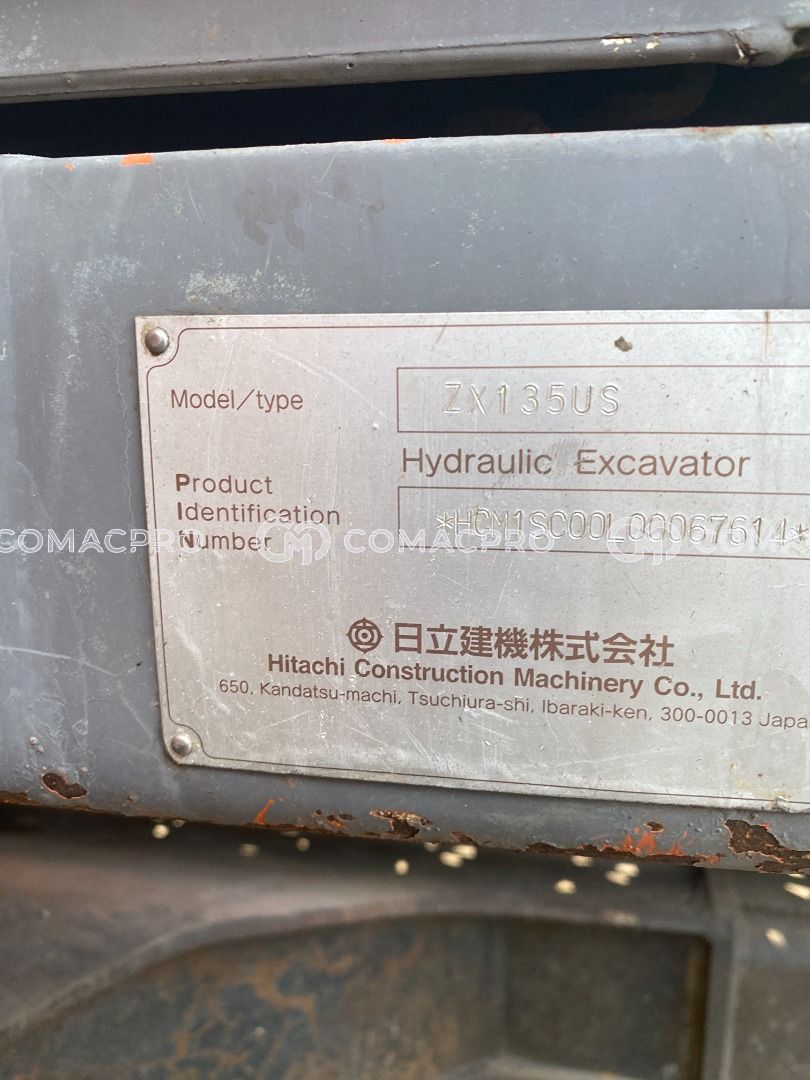 Model/type
ZX135US
Hydraulic Excavator
Product
Identification
Number
*HCM1SC00L00067614*
COMACPRO COMACPRO
日立建機株式会社
Hitachi Construction Machinery Co., Ltd.
650, Kandatsu-machi, Tsuchiura-shi, Ibaraki-ken, 300-0013 Japa